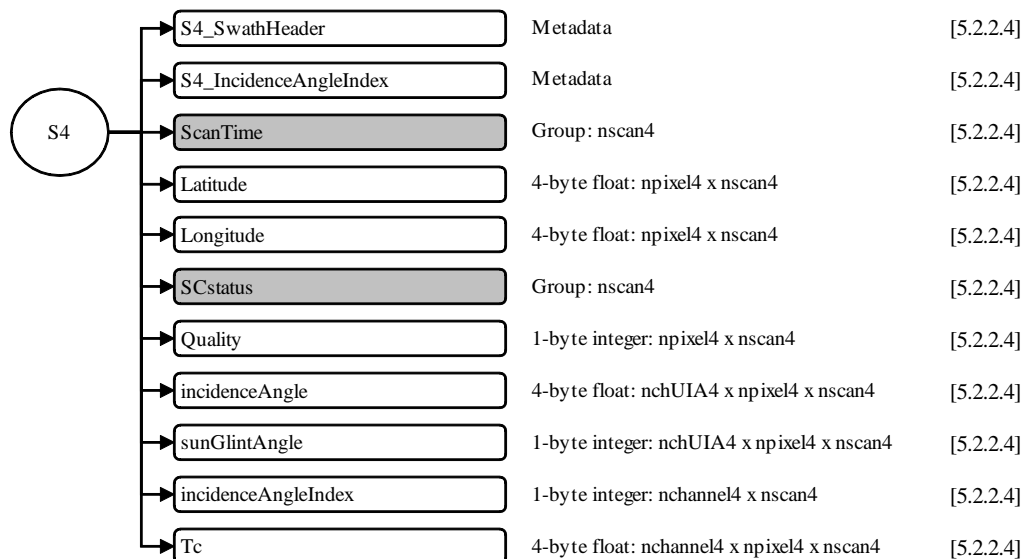 S4_SwathHeader Metadata [5.2.2.4]
S4_IncidenceAngleIndex Metadata [5.2.2.4]
S4
ScanTime Group: nscan4 [5.2.2.4]
Latitude 4-byte float: npixel4 x nscan4 [5.2.2.4]
Longitude 4-byte float: npixel4 x nscan4 [5.2.2.4]
SCstatus Group: nscan4 [5.2.2.4]
Quality 1-byte integer: npixel4 x nscan4 [5.2.2.4]
incidenceAngle 4-byte float: nchUIA4 x npixel4 x nscan4 [5.2.2.4]
sunGlintAngle 1-byte integer: nchUIA4 x npixel4 x nscan4 [5.2.2.4]
incidenceAngleIndex 1-byte integer: nchannel4 x nscan4 [5.2.2.4]
Tc 4-byte float: nchannel4 x npixel4 x nscan4 [5.2.2.4]